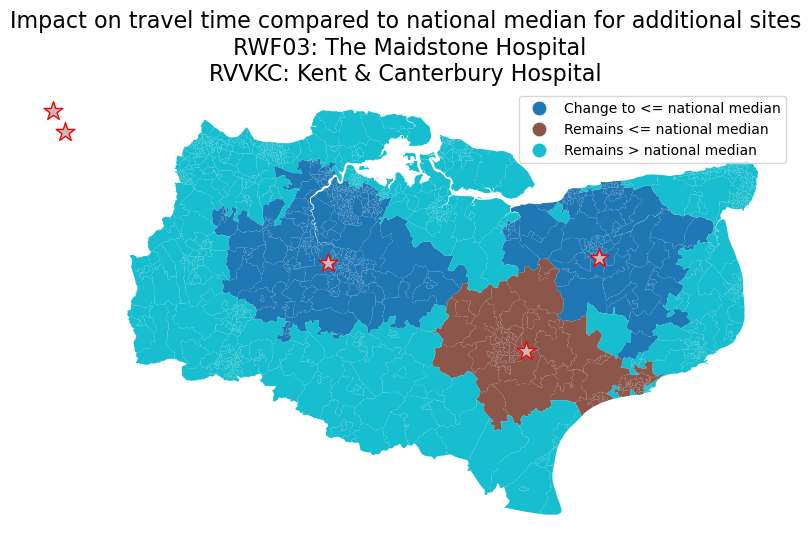 Impact on travel time compared to national median for additional sites
RWF03: The Maidstone Hospital
RVVKC: Kent & Canterbury Hospital
Change to <= national median
Remains <= national median
Remains > national median